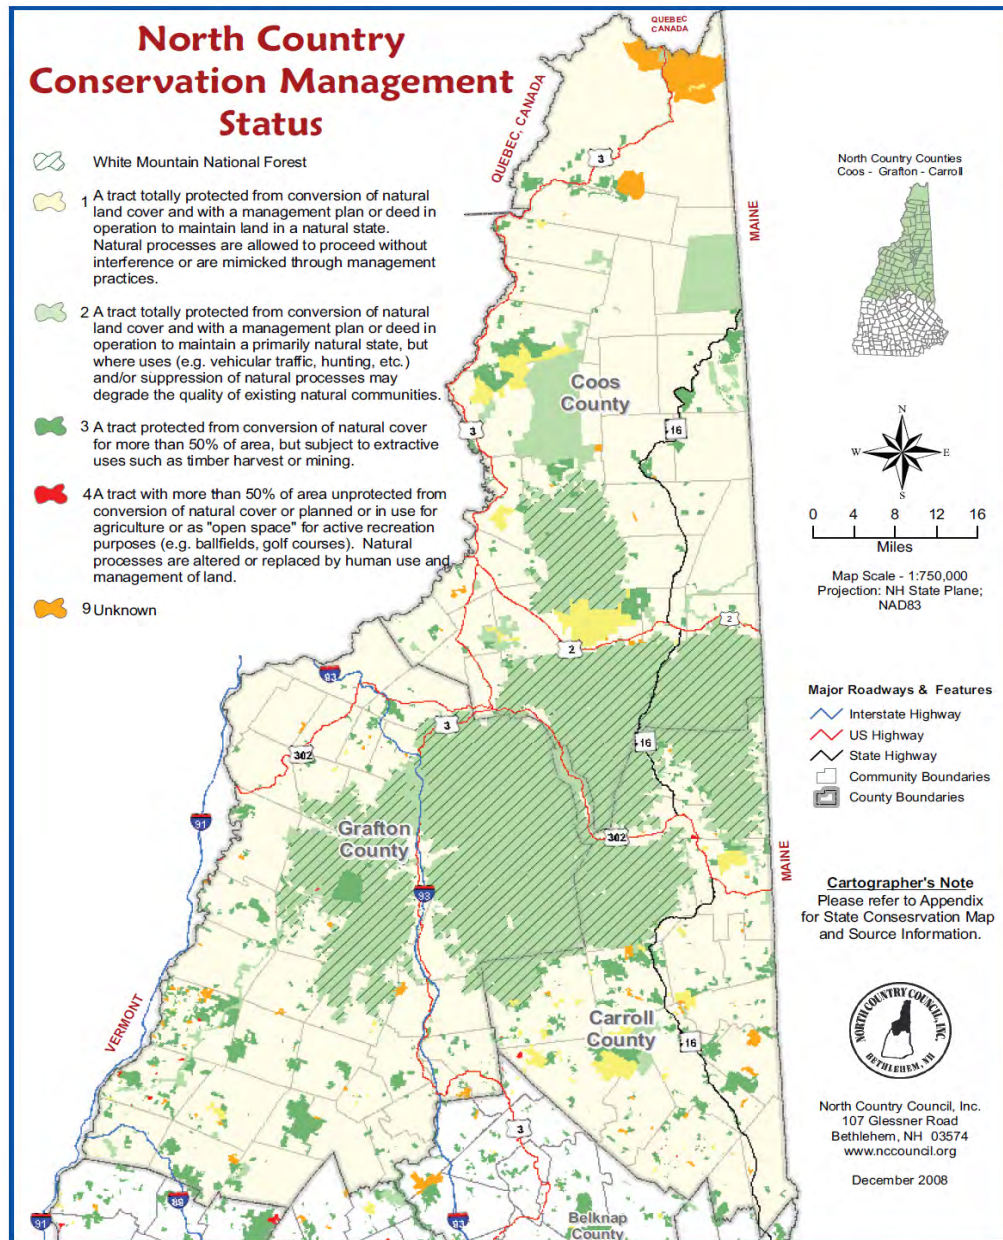 North Country
Conservation Management
Status
White Mountain National Forest
1 A tract totally protected from conversion of natural
land cover and with a management plan or deed in
operation to maintain land in a natural state.
Natural processes are allowed to proceed without
interference or are mimicked through management
practices.
2 A tract totally protected from conversion of natural
land cover and with a management plan or deed in
operation to maintain a primarily natural state, but
where uses (e.g. vehicular traffic, hunting, etc.)
and/or suppression of natural processes may
degrade the quality of existing natural communities.
3 A tract protected from conversion of natural cover
for more than 50% of area, but subject to extractive
uses such as timber harvest or mining.
4 A tract with more than 50% of area unprotected from
conversion of natural cover or planned or in use for
agriculture or as "open space" for active recreation
purposes (e.g. ballfields, golf courses). Natural
processes are altered or replaced by human use and
management of land.
9 Unknown
QUEBEC
CANADA
QUEBEC, CANADA
MAINE
3
Coos
County
3
16
2
2
93
3
302
16
91
Grafton
County
302
MAINE
93
VERMONT
Carroll
County
16
3
89
91
93
Belknap
County
North Country Counties
Coos - Grafton - Carroll
N
W
E
S
0 4 8 12 16
Miles
Map Scale - 1:750,000
Projection: NH State Plane;
NAD83
Major Roadways & Features
Interstate Highway
US Highway
State Highway
Community Boundaries
County Boundaries
Cartographer's Note
Please refer to Appendix
for State Consesrvation Map
and Source Information.
NORTH COUNTRY COUNCIL, INC.
BETHLEHEM, NH
North Country Council, Inc.
107 Glessner Road
Bethlehem, NH 03574
www.nccouncil.org
December 2008